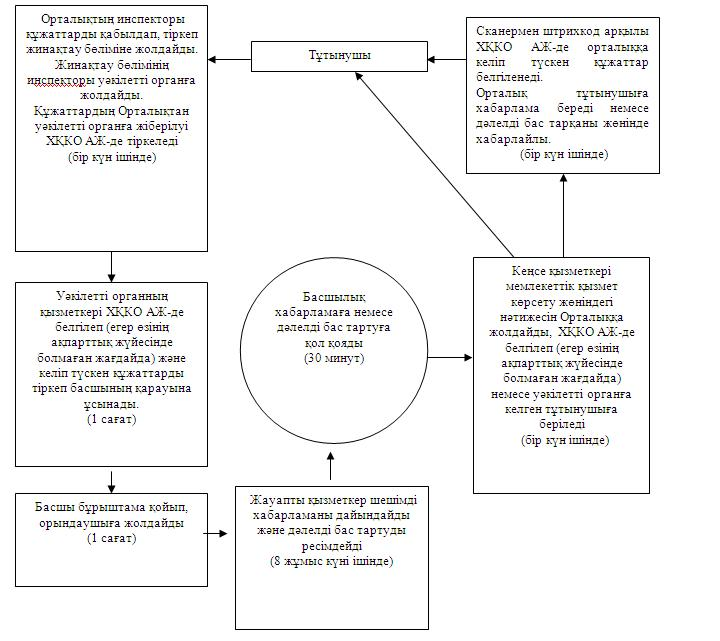 Орталықтың инспекторы
құжаттарды қабылдап, тіркеп
жинақтау бөліміне жолдайды.
Жинақтау бөлімінің
инспекторы уәкілетті органға
жолдайды.
Құжаттардың Орталықтан
уәкілетті органға жіберілуі
ХҚКО АЖ-де тіркеледі
(бір күн ішінде)
Тұтынушы
Сканермен штрихкод арқылы
ХҚКО АЖ-де орталыққа
келіп түскен құжаттар
белгіленеді.
Орталық тұтынушыға
хабарлама береді немесе
дәлелді бас тарқаны жөнінде
хабарлайлы.
(бір күн ішінде)
Уәкілетті органның
қызметкері ХҚКО АЖ-де
белгілеп (егер өзінің
ақпарттық жүйесінде
болмаған жағдайда) және
келіп түскен құжаттарды
тіркеп басшының қарауына
ұсынады.
(1 сағат)
Басшы бұрыштама қойып,
орындаушыға жолдайды
(1 сағат)
Жауапты қызметкер шешімді
хабарламаны дайындайды
және дәлелді бас тартуды
ресімдейді
(8 жұмыс күні ішінде)
Басшылық
хабарламаға немесе
дәлелді бас тартуға
қол қояды
(30 минут)
Кеңсе қызметкері
мемлекеттік қызмет
көрсету жөніндегі
нәтижесін Орталыққа
жолдайды, ХҚКО АЖ-де
белгілеп (егер өзінің
ақпарттық жүйесінде
болмаған жағдайда)
немесе уәкілетті органға
келген тұтынушыға
беріледі
(бір күн ішінде)